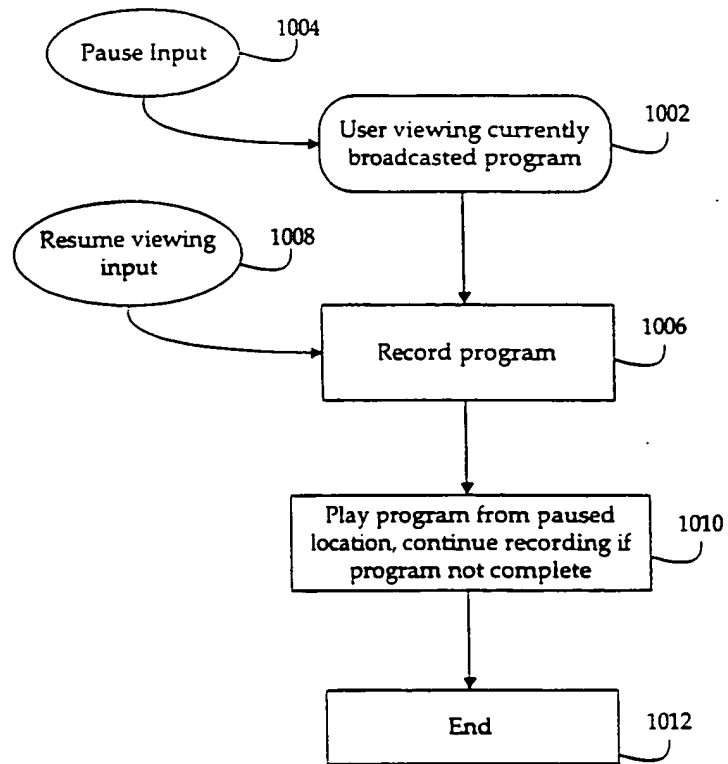 1004
Pause Input
1002
User viewing currently
broadcasted program
1008
Resume viewing
input
1006
Record program
1010
Play program from paused
location, continue recording if
program not complete
1012
End